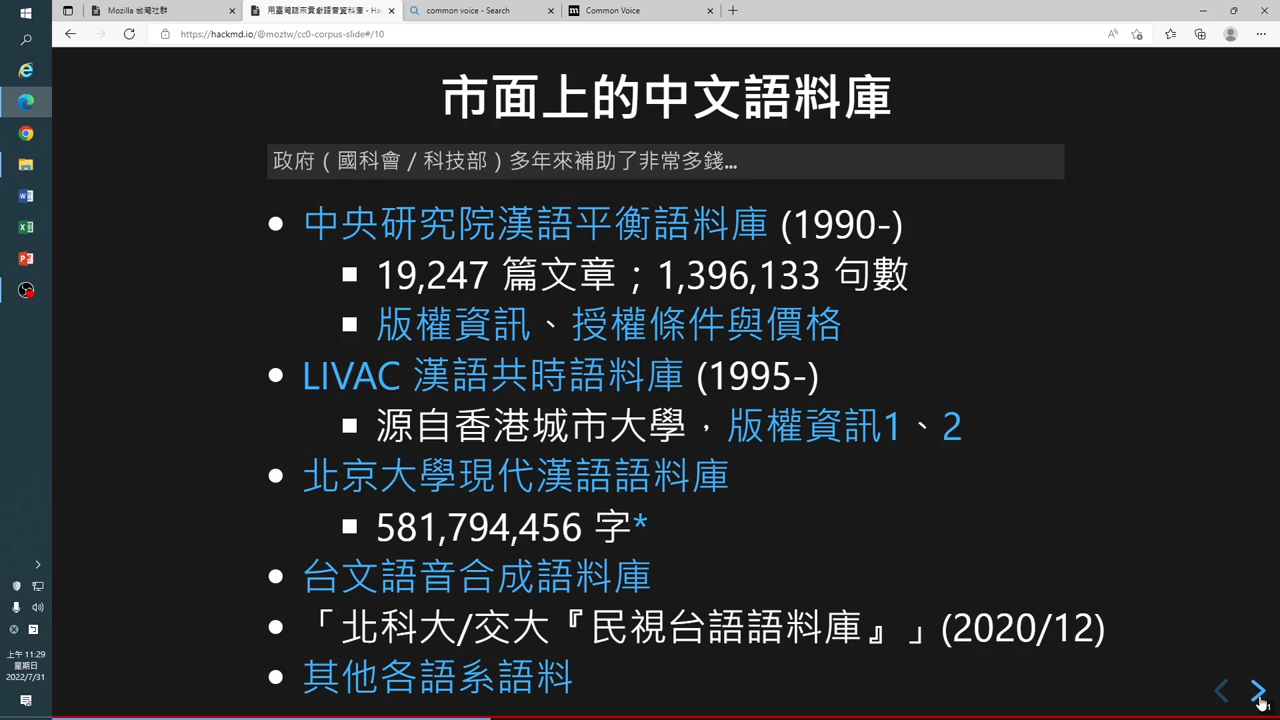 Mozilla 台灣社群
用臺灣語來貢獻語音資料庫 - Ha
common voice - Search
Common Voice
https://hackmd.io/@moztw/cc0-corpus-slide#/10
市面上的中文語料庫
政府（國科會 / 科技部）多年來補助了非常多錢...
中央研究院漢語平衡語料庫 (1990-)
19,247 篇文章；1,396,133 句數
版權資訊、授權條件與價格
LIVAC 漢語共時語料庫 (1995-)
源自香港城市大學，版權資訊1、2
北京大學現代漢語語料庫
581,794,456 字*
台文語音合成語料庫
「北科大/交大『民視台語語料庫』」(2020/12)
其他各語系語料
上午 11:29
星期日
2022/7/31